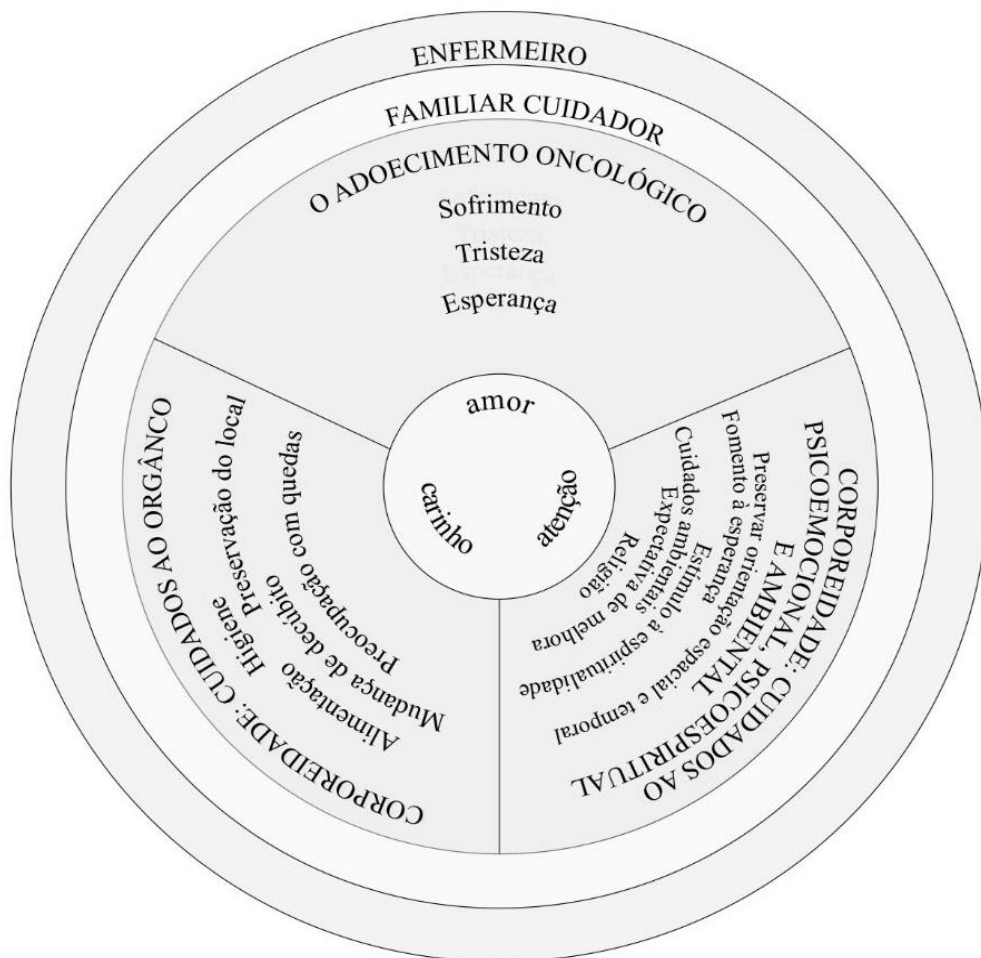 ENFERMEIRO
FAMILIAR CUIDADOR
O ADOECIMENTO ONCOLÓGICO
Sofrimento
Tristeza
Esperança
amor
carinho
atenção
CORPOREIDADE: CUIDADOS AO ORGÂNCO
Higiene
Preservação do local
Alimentação
Mudança de decúbito
Preocupação com quedas
CORPOREIDADE: CUIDADOS AO
PSICOEMOCIONAL, PSICOESPIRITUAL
E AMBIENTAL
Preservar orientação espacial e temporal
Fomento à esperança
Estímulo à espiritualidade
Cuidados ambientais
Expectativa de melhora
Religião